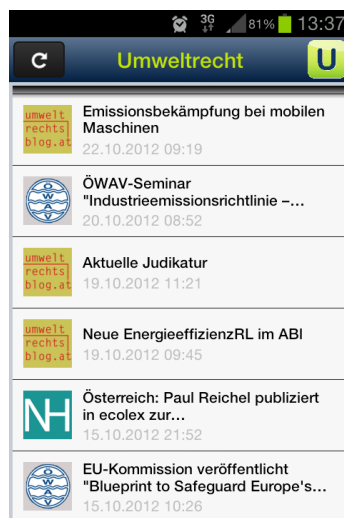 3G 81% 13:37
Umweltrecht U
umwelt
rechts
blog.at
Emissionsbekämpfung bei mobilen
Maschinen
22.10.2012 09:19
ÖWAV
ÖWAV-Seminar
"Industrieemissionsrichtlinie –...
20.10.2012 08:52
umwelt
rechts
blog.at
Aktuelle Judikatur
19.10.2012 11:21
umwelt
rechts
blog.at
Neue EnergieeffizienzRL im ABl
19.10.2012 09:45
NH
Österreich: Paul Reichel publiziert
in ecolex zur...
15.10.2012 21:52
ÖWAV
EU-Kommission veröffentlicht
"Blueprint to Safeguard Europe's...
15.10.2012 10:26